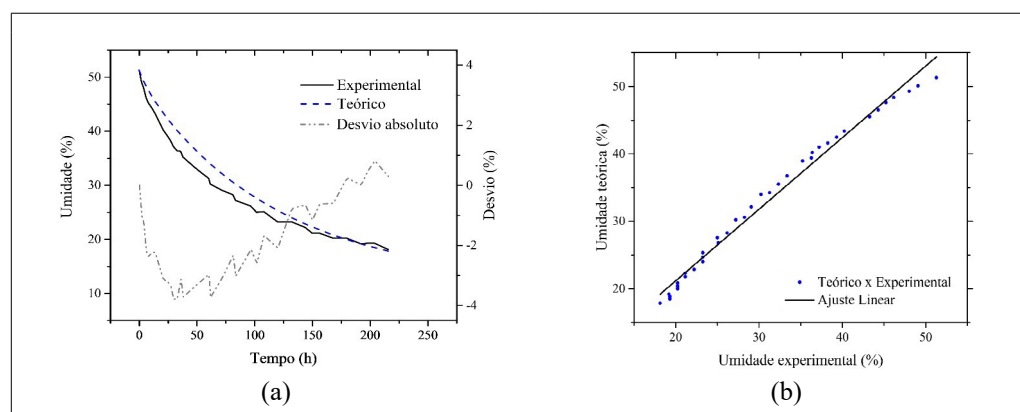 50
40
30
20
10
Umidade (%)
Experimental
Teórico
Desvio absoluto
4
2
0
-2
-4
Desvio (%)
0
50
100
150
200
250
Tempo (h)
(a)
50
40
30
20
Umidade teórica (%)
Teórico x Experimental
Ajuste Linear
20
30
40
50
Umidade experimental (%)
(b)